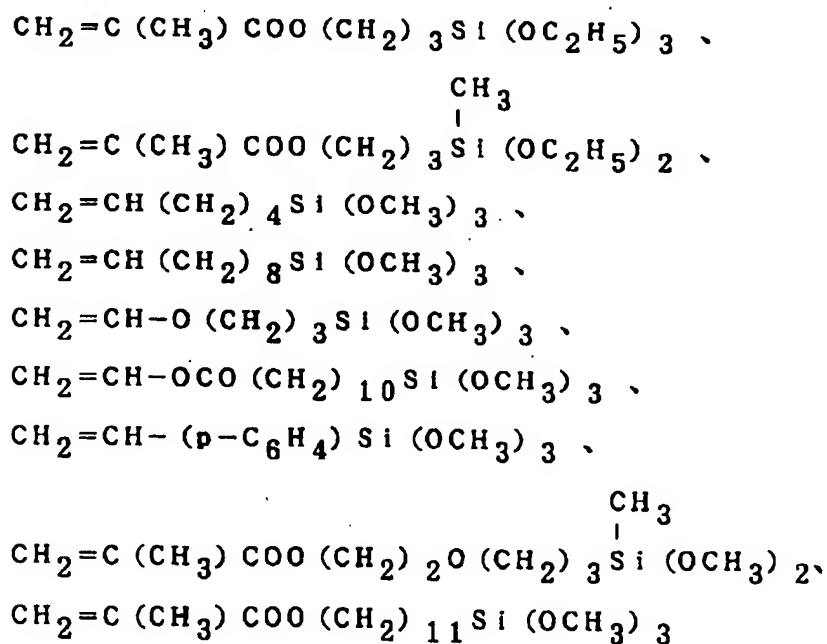 CH₂=C(CH₃)COO(CH₂)₃Si(OC₂H₅)₃、
CH₃
CH₂=C(CH₃)COO(CH₂)₃Si(OC₂H₅)₂、
CH₂=CH(CH₂)₄Si(OCH₃)₃、
CH₂=CH(CH₂)₈Si(OCH₃)₃、
CH₂=CH-O(CH₂)₃Si(OCH₃)₃、
CH₂=CH-OCO(CH₂)₁₀Si(OCH₃)₃、
CH₂=CH-(p-C₆H₄)Si(OCH₃)₃、
CH₃
CH₂=C(CH₃)COO(CH₂)₂O(CH₂)₃Si(OCH₃)₂、
CH₂=C(CH₃)COO(CH₂)₁₁Si(OCH₃)₃